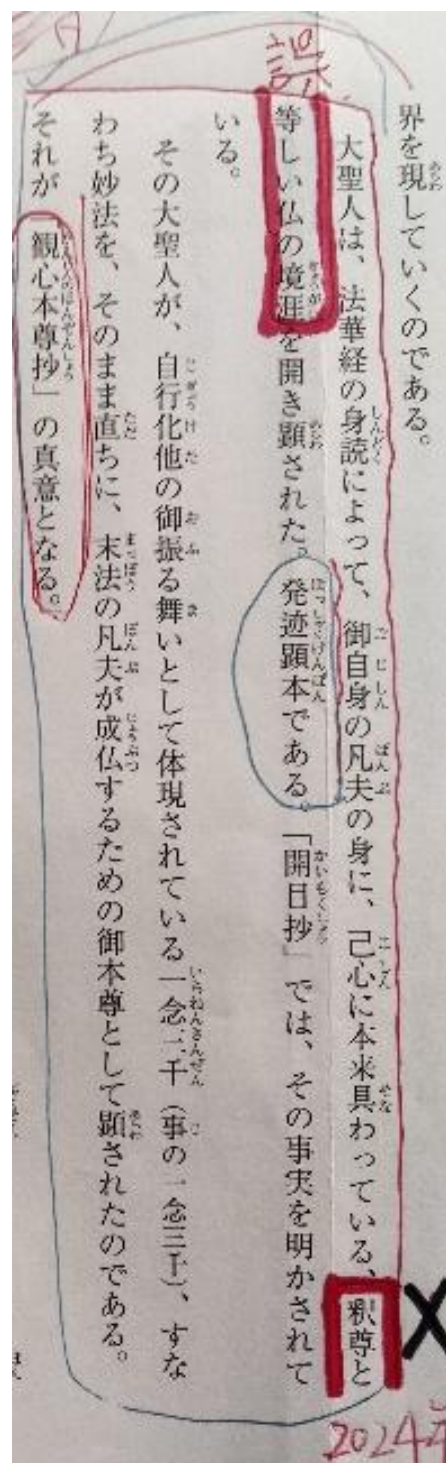 界を現していくのである。
大聖人は、法華経の身読によって、御自身の凡夫の身に、己心に本来具わっている、釈尊と
等しい仏の境涯を開き顕された。発迹顕本である。「開目抄」では、その事実を明かされて
いる。
その大聖人が、自行化他の御振る舞いとして体現されている一念三千（事の一念三千）、すな
わち妙法を、そのまま直ちに、末法の凡夫が成仏するための御本尊として顕されたのである。
それが「観心本尊抄」の真意となる。
誤
X
2024年